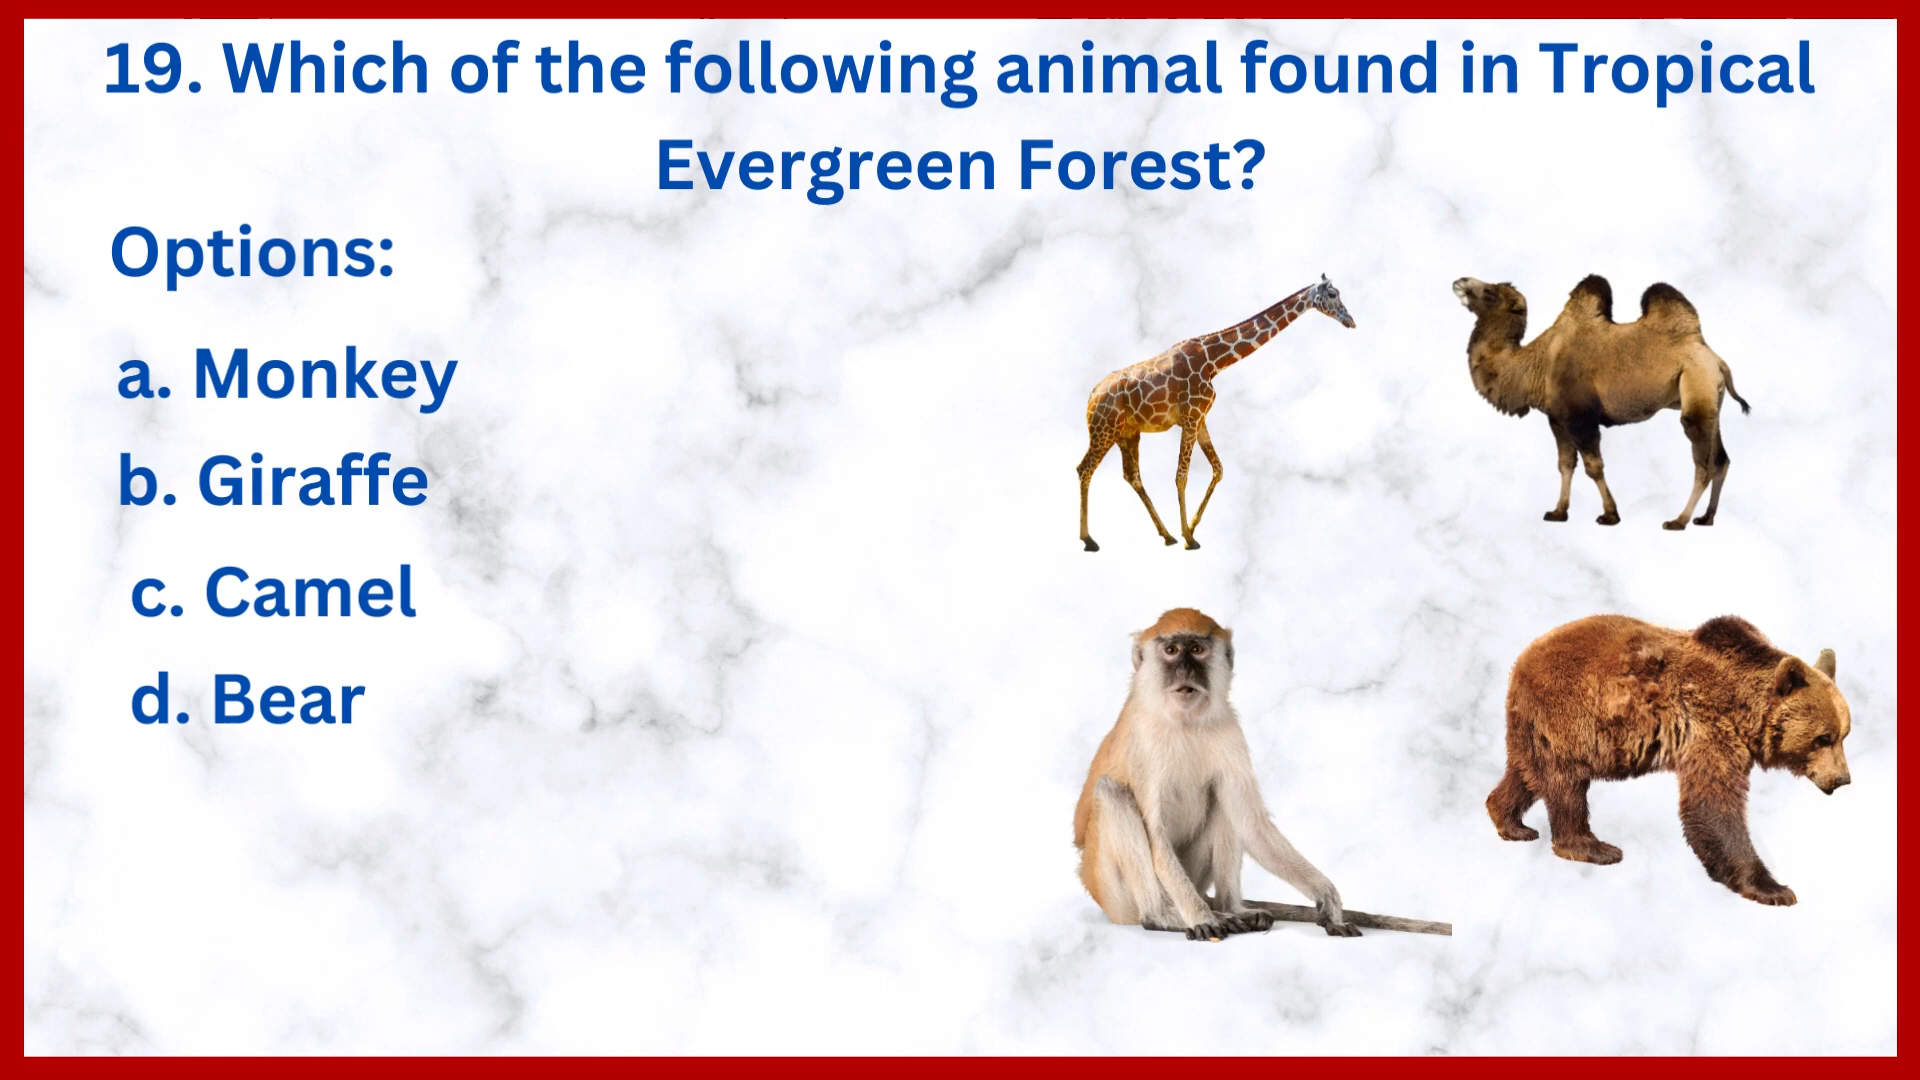 19. Which of the following animal found in Tropical
Evergreen Forest?
Options:
a. Monkey
b. Giraffe
c. Camel
d. Bear